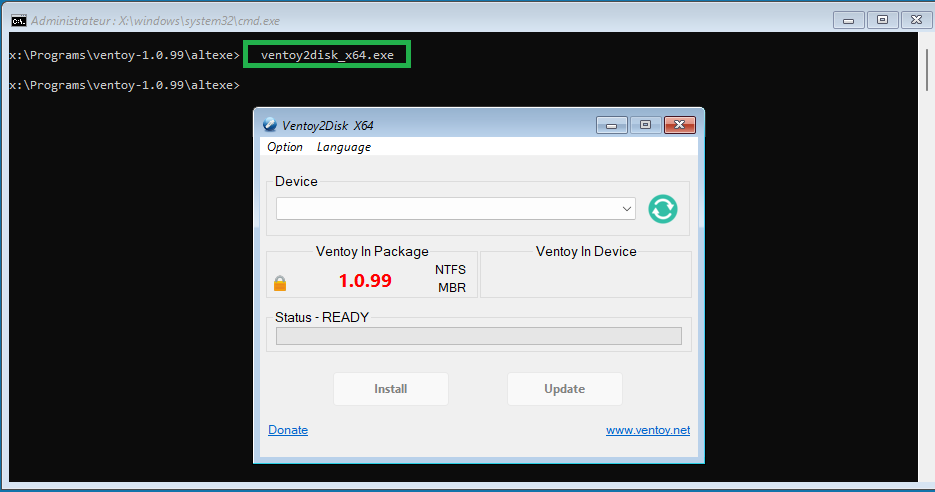 Administrateur : X:\windows\system32\cmd.exe
x:\Programs\ventoy-1.0.99\altexe> ventoy2disk_x64.exe
x:\Programs\ventoy-1.0.99\altexe>
Ventoy2Disk X64
Option Language
Device
Ventoy In Package
Ventoy In Device
1.0.99
NTFS
MBR
Status - READY
Install
Update
Donate
www.ventoy.net